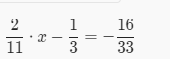 2/11 · x − 1/3 = − 16/33